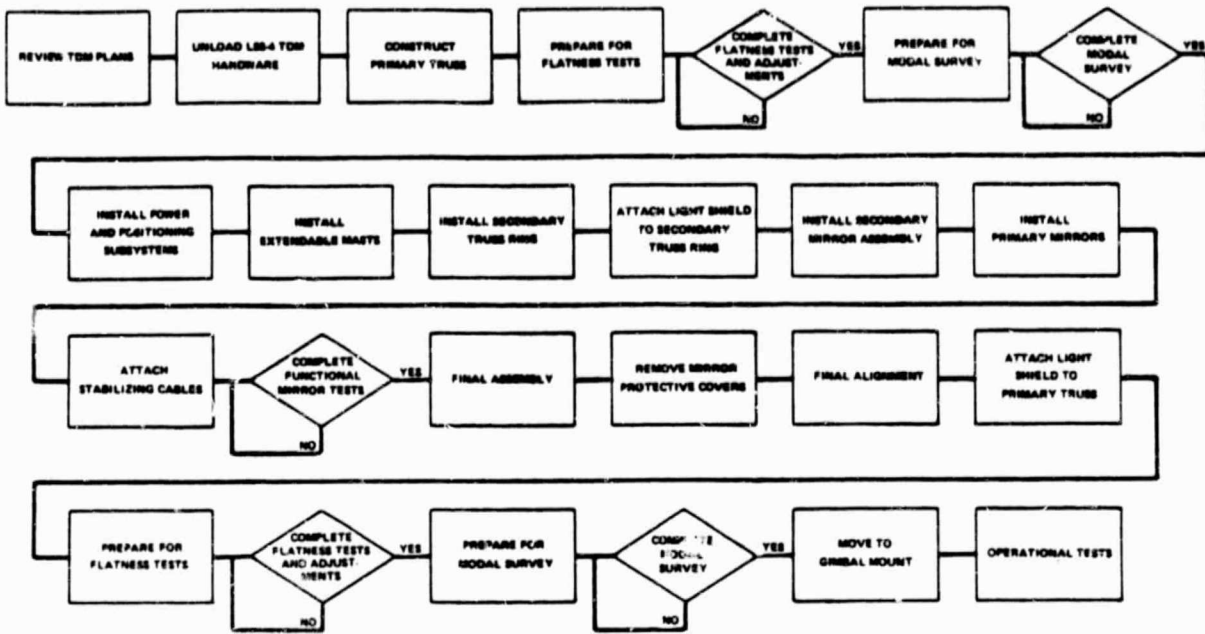 REVIEW TDM PLANS
UNLOAD LSS-4 TDM
HARDWARE
CONSTRUCT
PRIMARY TRUSS
PREPARE FOR
FLATNESS TESTS
COMPLETE
FLATNESS TESTS
AND ADJUST-
MENTS
YES
NO
PREPARE FOR
MODAL SURVEY
COMPLETE
MODAL
SURVEY
YES
NO
INSTALL POWER
AND POSITIONING
SUBSYSTEMS
INSTALL
EXTENDABLE MASTS
INSTALL SECONDARY
TRUSS RING
ATTACH LIGHT SHIELD
TO SECONDARY
TRUSS RING
INSTALL SECONDARY
MIRROR ASSEMBLY
INSTALL
PRIMARY MIRRORS
ATTACH
STABILIZING CABLES
COMPLETE
FUNCTIONAL
MIRROR TESTS
YES
NO
FINAL ASSEMBLY
REMOVE MIRROR
PROTECTIVE COVERS
FINAL ALIGNMENT
ATTACH LIGHT
SHIELD TO
PRIMARY TRUSS
PREPARE FOR
FLATNESS TESTS
COMPLETE
FLATNESS TESTS
AND ADJUST-
MENTS
YES
NO
PREPARE FOR
MODAL SURVEY
COMPLETE
MODAL
SURVEY
YES
NO
MOVE TO
GIMBAL MOUNT
OPERATIONAL TESTS